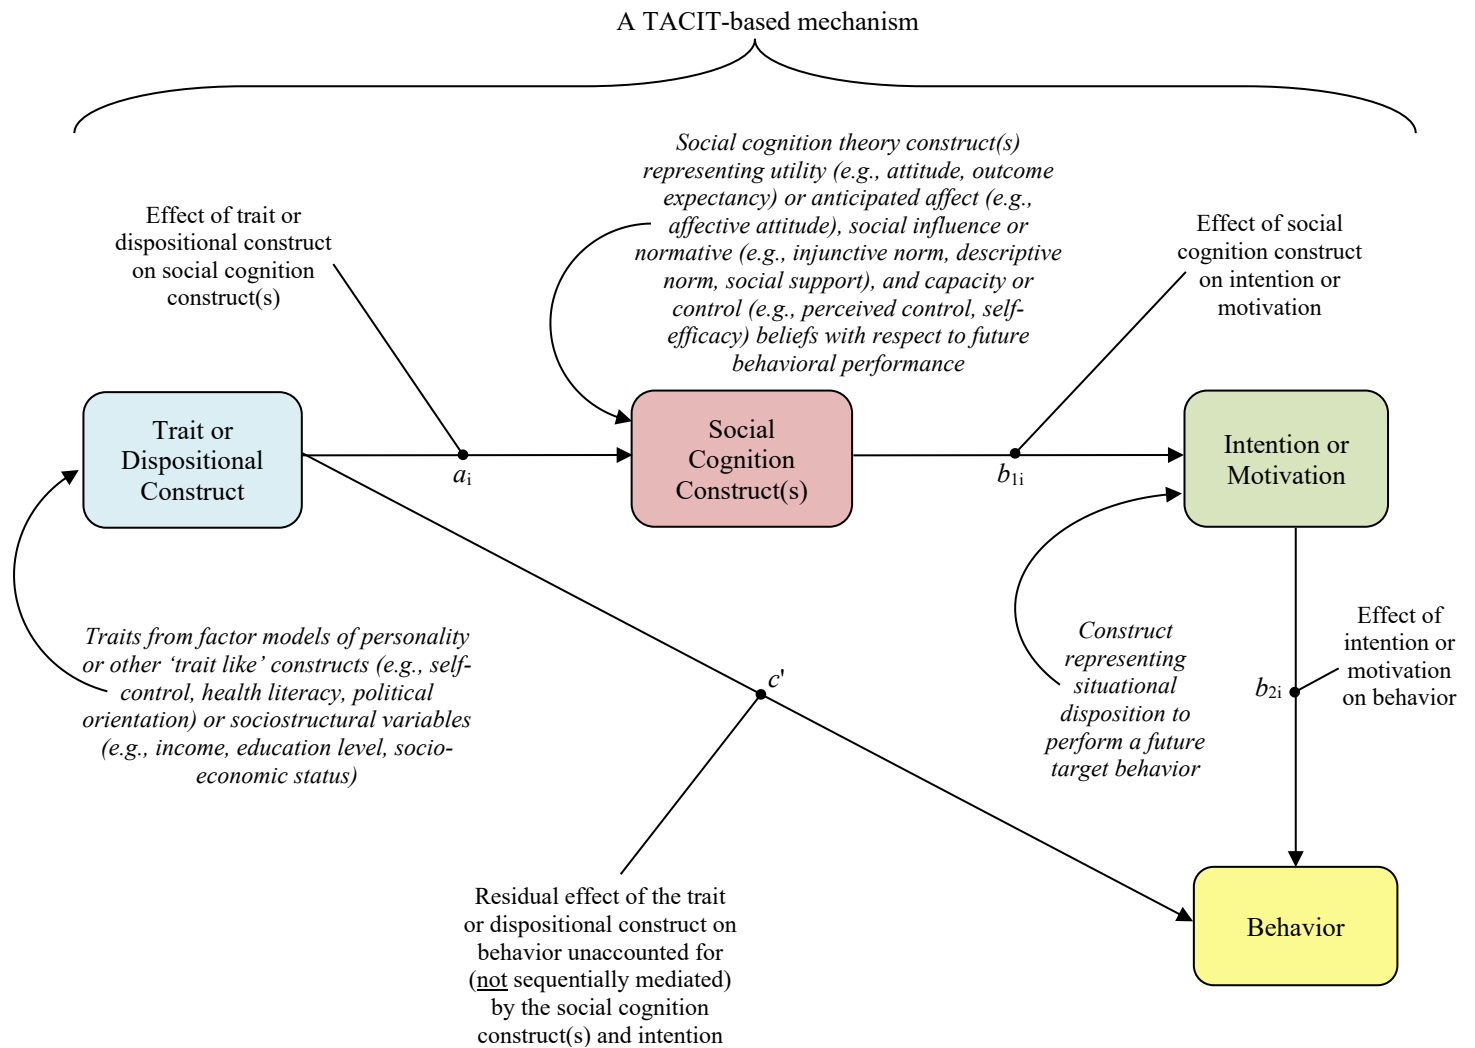 A TACIT-based mechanism
Social cognition theory construct(s)
representing utility (e.g., attitude, outcome
expectancy) or anticipated affect (e.g.,
affective attitude), social influence or
normative (e.g., injunctive norm, descriptive
norm, social support), and capacity or
control (e.g., perceived control, self-
efficacy) beliefs with respect to future
behavioral performance
Effect of trait or
dispositional construct
on social cognition
construct(s)
Effect of social
cognition construct
on intention or
motivation
Trait or
Dispositional
Construct
ai
Social
Cognition
Construct(s)
b1i
Intention or
Motivation
Traits from factor models of personality
or other ‘trait like’ constructs (e.g., self-
control, health literacy, political
orientation) or sociostructural variables
(e.g., income, education level, socio-
economic status)
c'
Construct
representing
situational
disposition to
perform a future
target behavior
b2i
Effect of
intention or
motivation
on behavior
Residual effect of the trait
or dispositional construct on
behavior unaccounted for
(not sequentially mediated)
by the social cognition
construct(s) and intention
Behavior